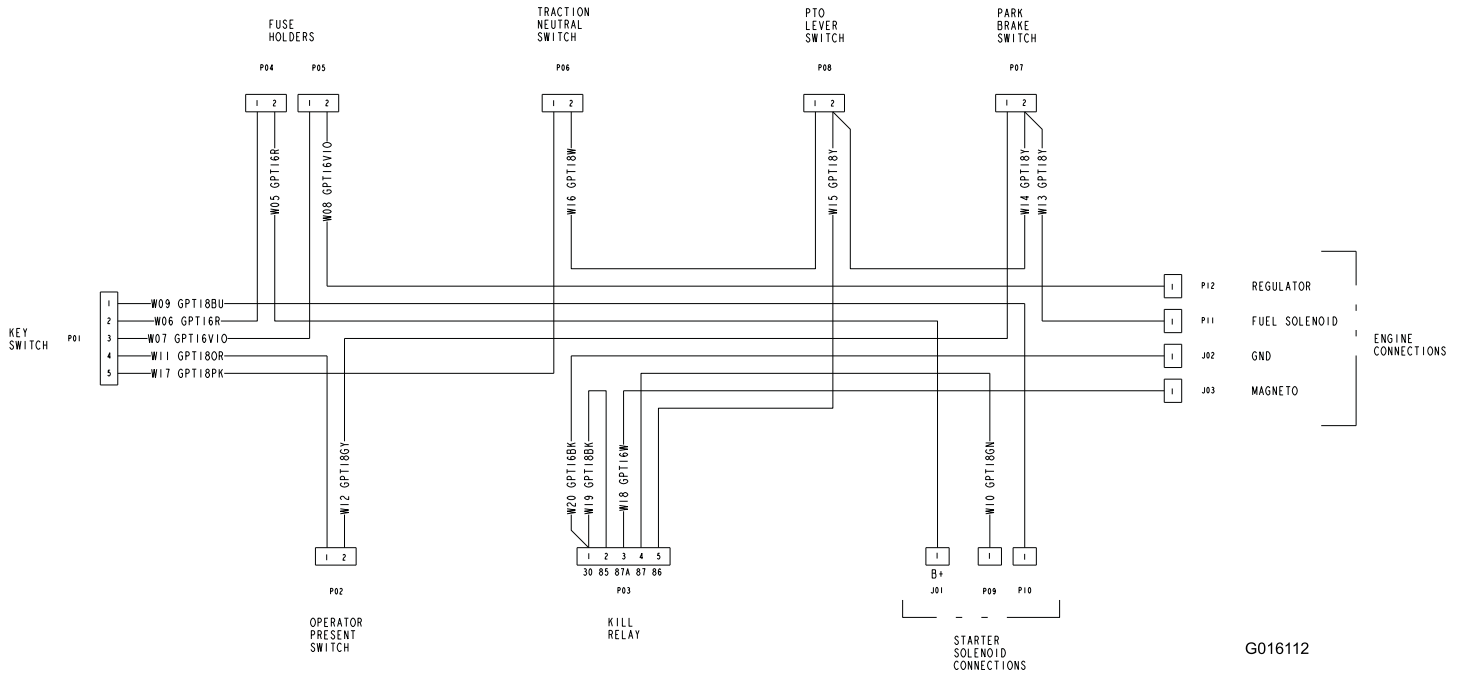 FUSE
HOLDERS
TRACTION
NEUTRAL
SWITCH
PTO
LEVER
SWITCH
PARK
BRAKE
SWITCH
P04
P05
P06
P08
P07
1 2
1 2
1 2
1 2
1 2
W05 GPT16R
W08 GPT16VIO
W16 GPT18W
W15 GPT18Y
W14 GPT18Y
W13 GPT18Y
KEY
SWITCH
P01
1
2
3
4
5
W09 GPT18BU
W06 GPT16R
W07 GPT16VIO
W11 GPT18OR
W17 GPT18PK
1 P12 REGULATOR
1 P11 FUEL SOLENOID
1 J02 GND
1 J03 MAGNETO
ENGINE
CONNECTIONS
W12 GPT18GY
W20 GPT16BK
W19 GPT18BK
W18 GPT16W
W10 GPT18GN
1 2
P02
OPERATOR
PRESENT
SWITCH
1 2 3 4 5
30 85 87A 87 86
P03
KILL
RELAY
1
1
1
B+
J01
P09
P10
STARTER
SOLENOID
CONNECTIONS
G016112